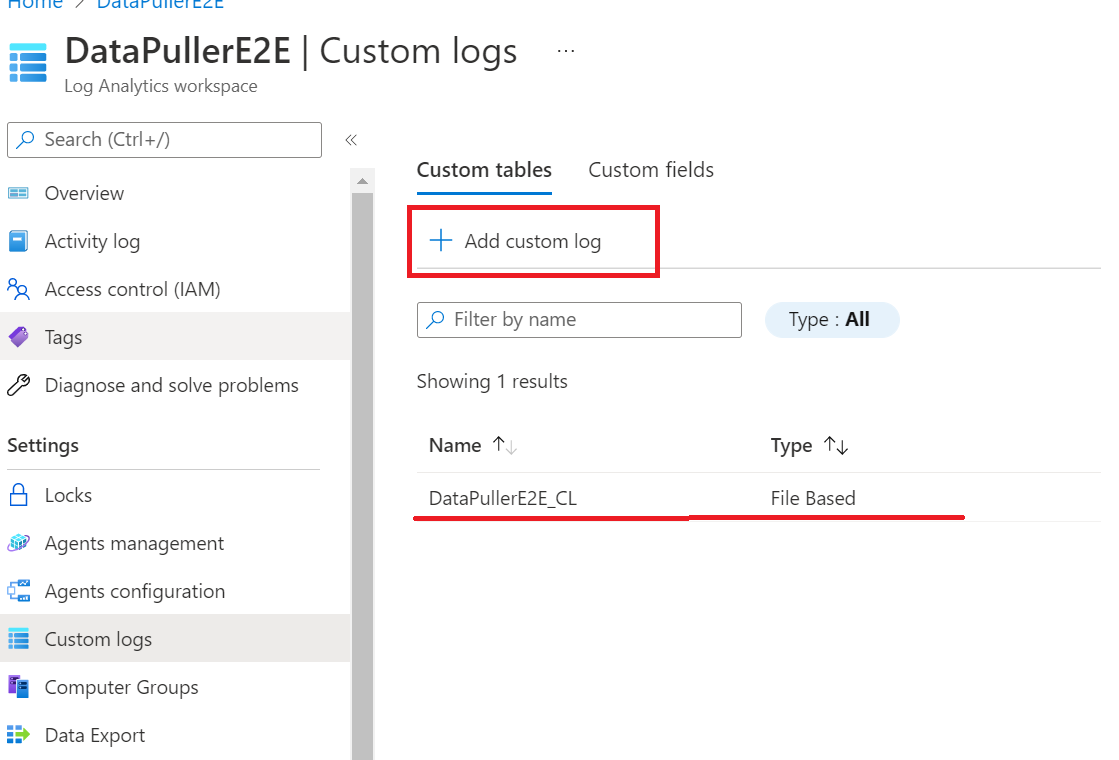 Home / DataPullerE2E
DataPullerE2E | Custom logs ...
Log Analytics workspace
Search (Ctrl+/)
«
Overview
Activity log
Access control (IAM)
Tags
Diagnose and solve problems
Settings
Locks
Agents management
Agents configuration
Custom logs
Computer Groups
Data Export
Custom tables Custom fields
+ Add custom log
Filter by name Type : All
Showing 1 results
Name ↑↓ Type ↑↓
DataPullerE2E_CL File Based